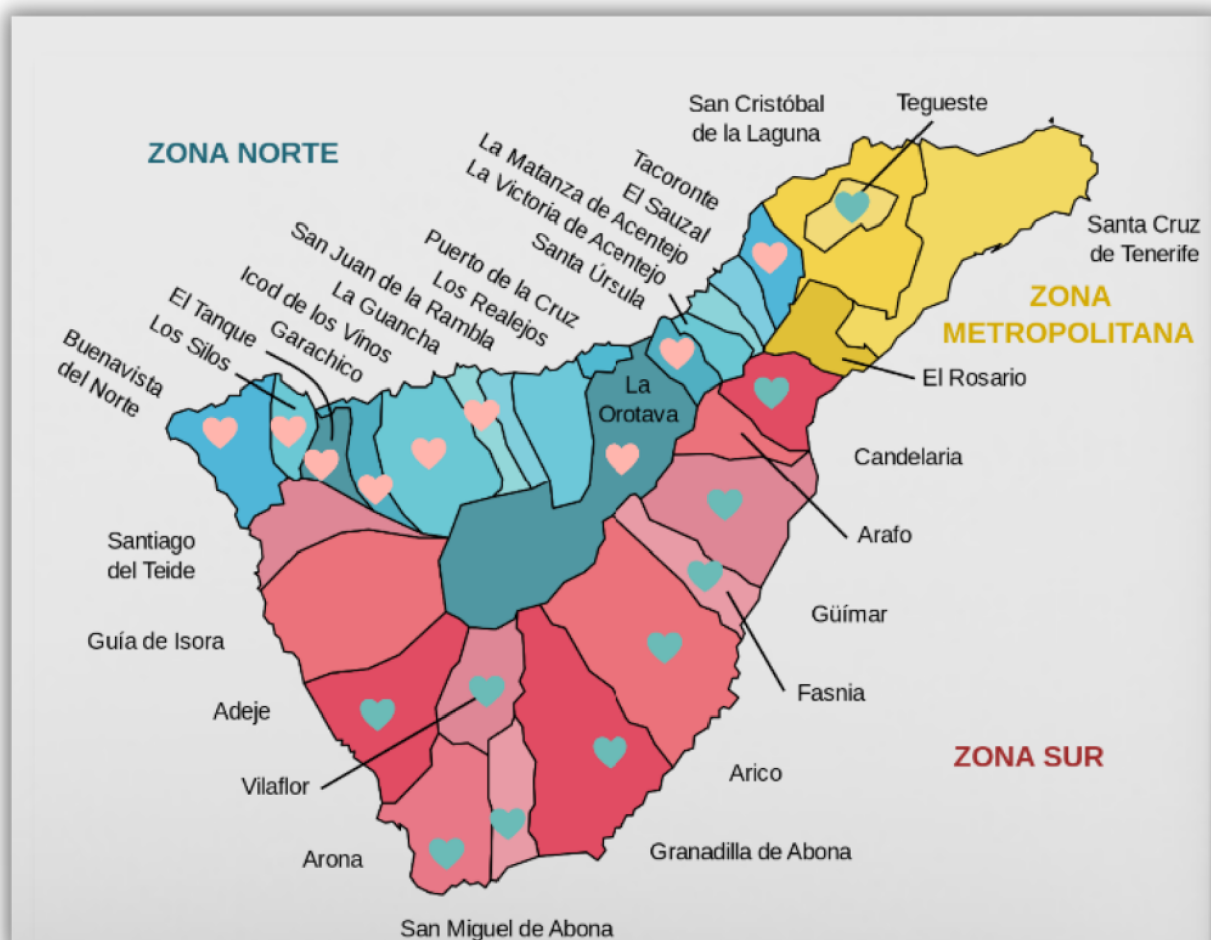 San Cristóbal
de la Laguna
Tegueste
ZONA NORTE
Tacoronte
El Sauzal
La Matanza de Acentejo
La Victoria de Acentejo
Santa Úrsula
Puerto de la Cruz
Los Realejos
San Juan de la Rambla
La Guancha
Icod de los Vinos
Garachico
El Tanque
Los Silos
Buenavista
del Norte
Santa Cruz
de Tenerife
ZONA
METROPOLITANA
El Rosario
La
Orotava
Candelaria
Arafo
Santiago
del Teide
Güímar
Guía de Isora
Fasnia
Adeje
ZONA SUR
Vilaflor
Arico
Arona
Granadilla de Abona
San Miguel de Abona